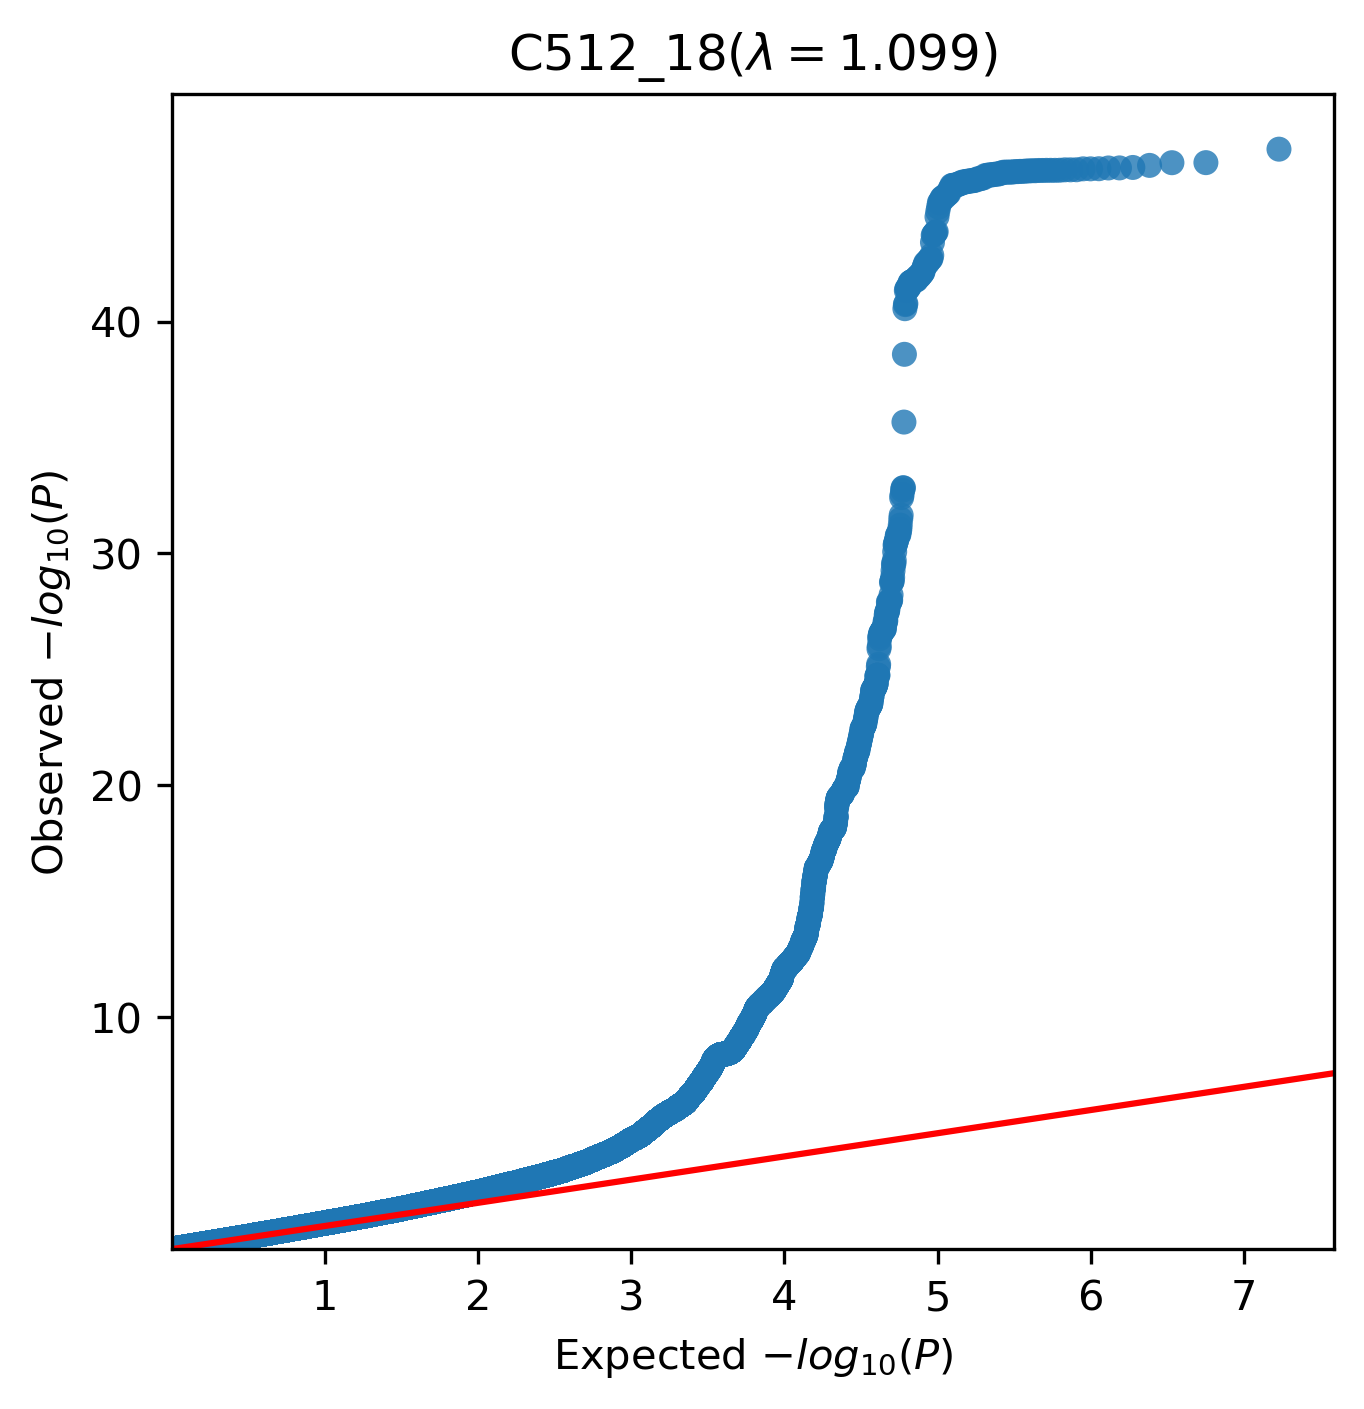 C512_18(λ = 1.099)
Observed −log₁₀(P)
40
30
20
10
1 2 3 4 5 6 7
Expected −log₁₀(P)